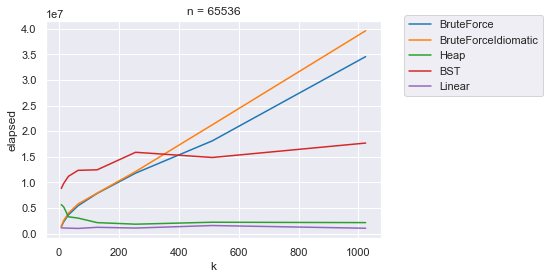 n = 65536
1e7
4.0
3.5
3.0
2.5
2.0
1.5
1.0
0.5
0.0
elapsed
0 200 400 600 800 1000
k
BruteForce
BruteForceIdiomatic
Heap
BST
Linear